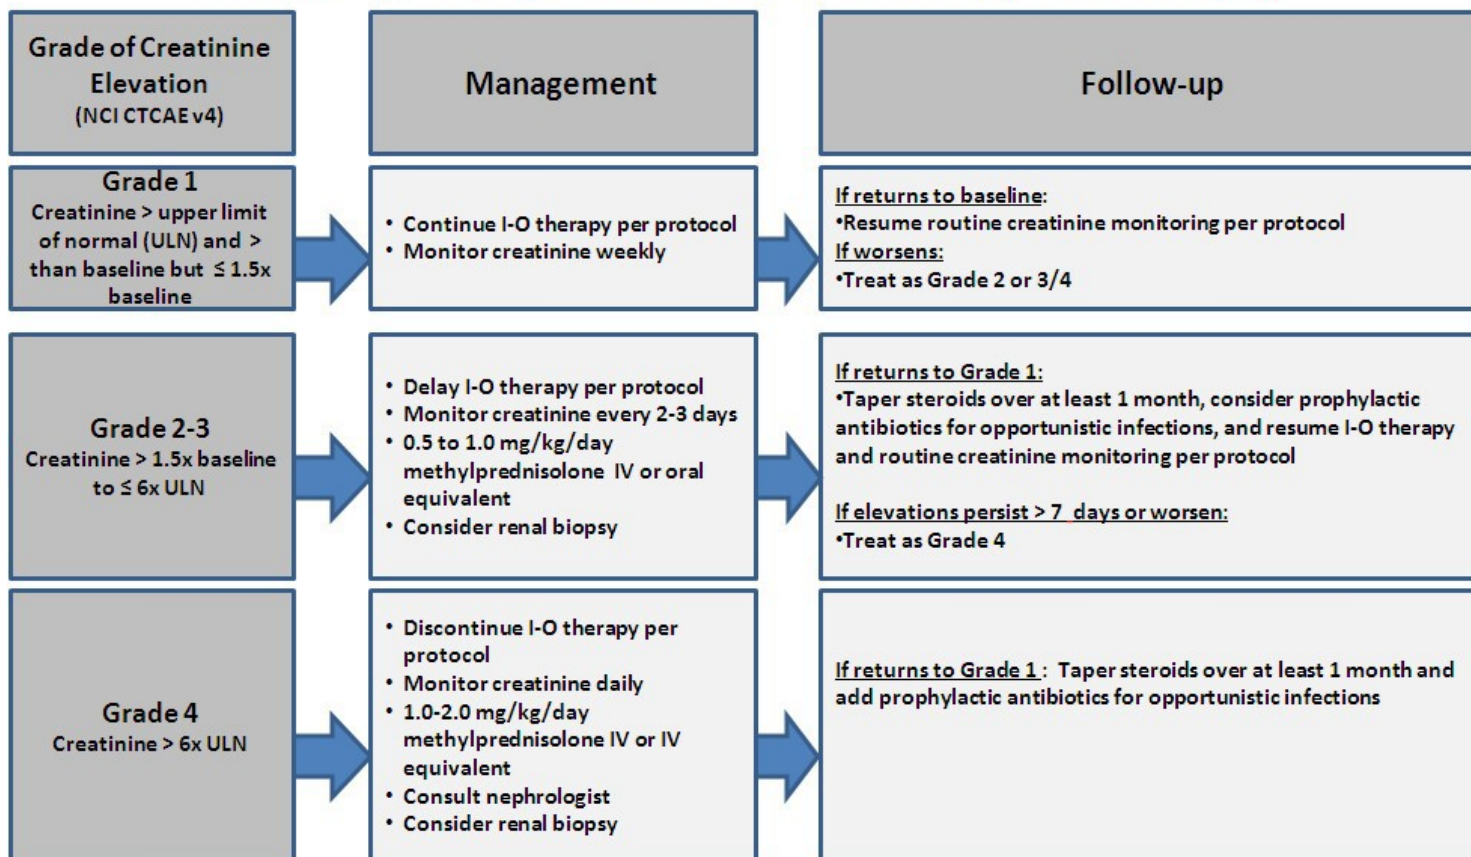 Grade of Creatinine
Elevation
(NCI CTCAE v4)
Management
Follow-up
Grade 1
Creatinine > upper limit
of normal (ULN) and >
than baseline but ≤ 1.5x
baseline
• Continue I-O therapy per protocol
• Monitor creatinine weekly
If returns to baseline:
•Resume routine creatinine monitoring per protocol
If worsens:
•Treat as Grade 2 or 3/4
Grade 2-3
Creatinine > 1.5x baseline
to ≤ 6x ULN
• Delay I-O therapy per protocol
• Monitor creatinine every 2-3 days
• 0.5 to 1.0 mg/kg/day
methylprednisolone IV or oral
equivalent
• Consider renal biopsy
If returns to Grade 1:
•Taper steroids over at least 1 month, consider prophylactic
antibiotics for opportunistic infections, and resume I-O therapy
and routine creatinine monitoring per protocol
If elevations persist > 7 days or worsen:
•Treat as Grade 4
Grade 4
Creatinine > 6x ULN
• Discontinue I-O therapy per
protocol
• Monitor creatinine daily
• 1.0-2.0 mg/kg/day
methylprednisolone IV or IV
equivalent
• Consult nephrologist
• Consider renal biopsy
If returns to Grade 1 : Taper steroids over at least 1 month and
add prophylactic antibiotics for opportunistic infections